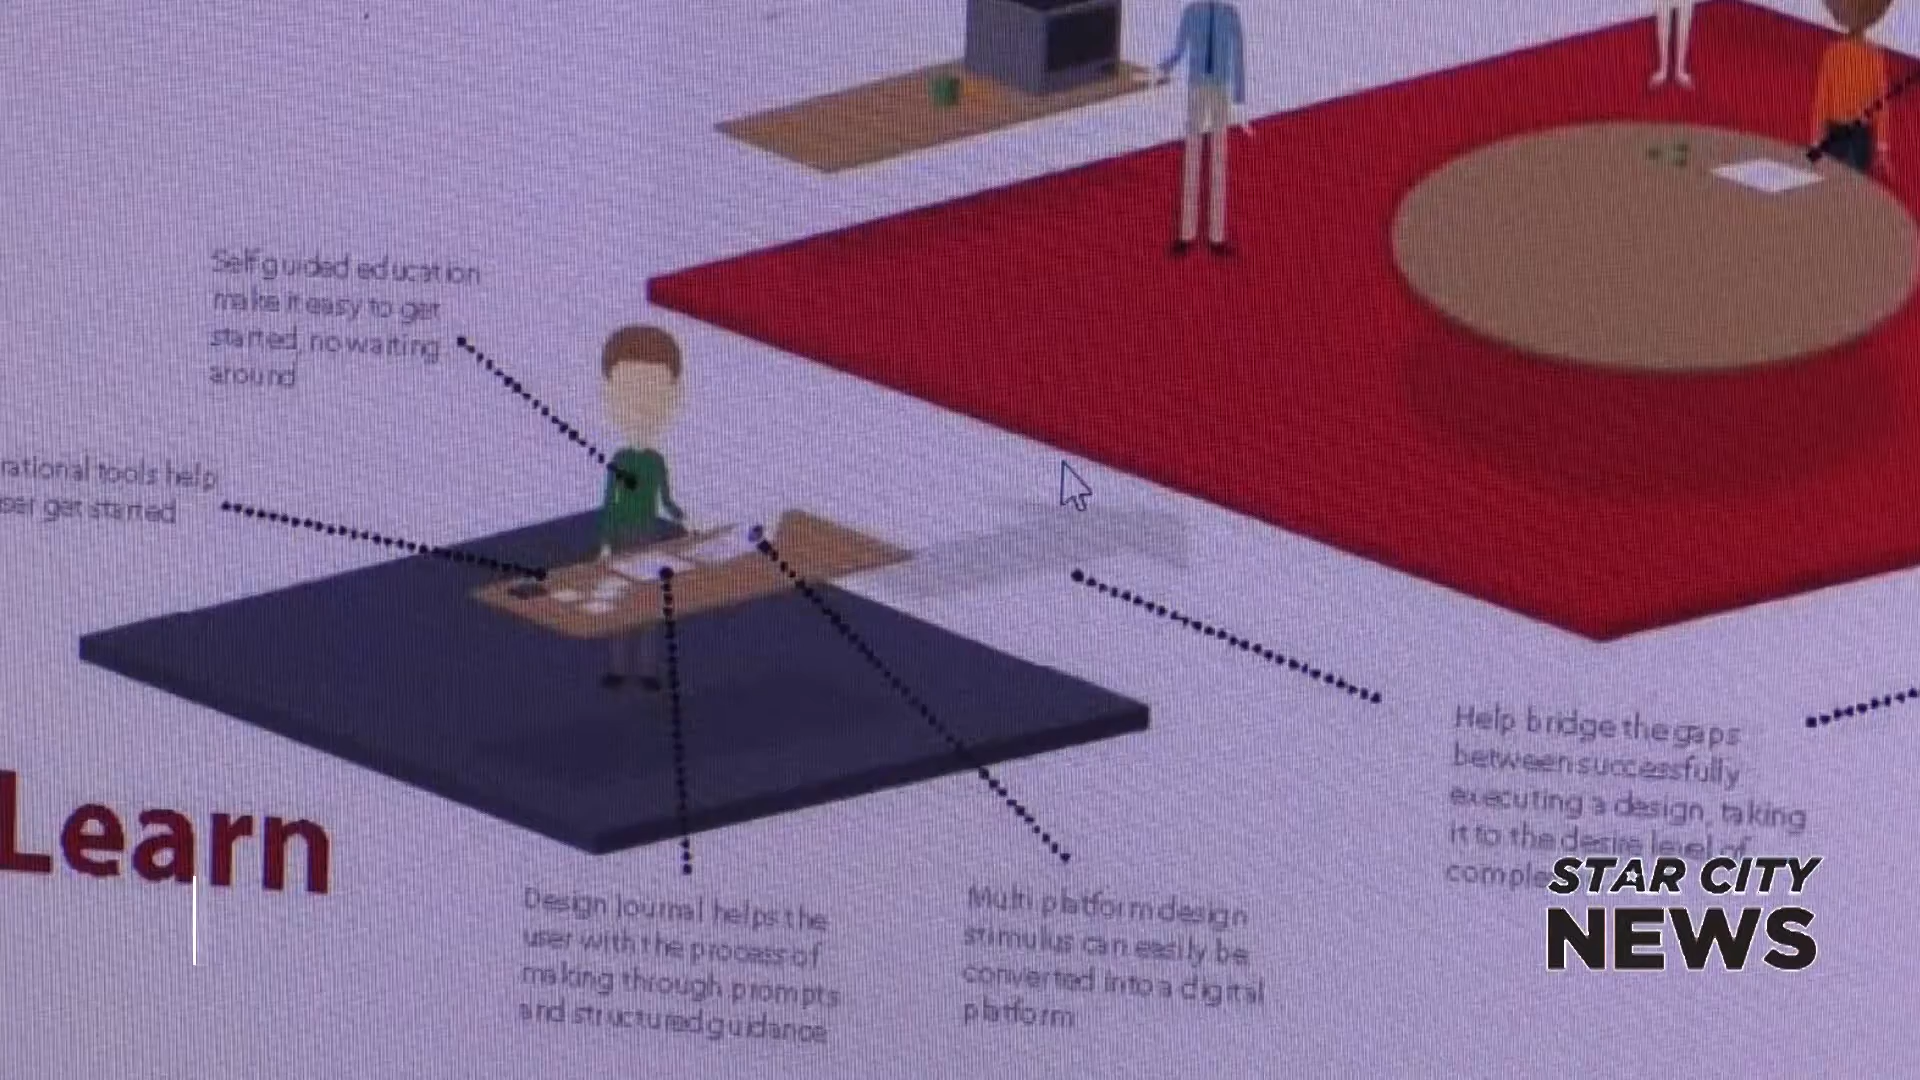 Self guided education
make it easy to get
started, no waiting
around
rational tools help
ser get started
Learn
Help bridge the gaps
between successfully
executing a design, taking
it to the desire level of
comple
Design Journal helps the
user with the process of
making through prompts
and structured guidance
Multi platform design
stimulus can easily be
converted into a digital
platform
STAR CITY
NEWS